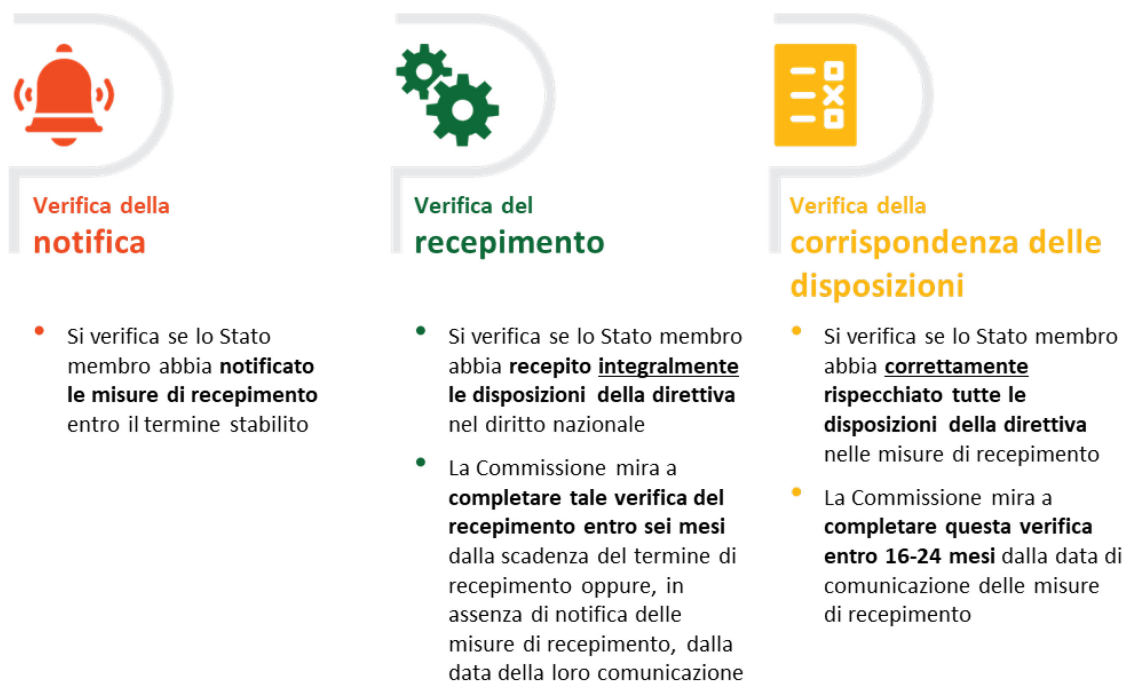 Verifica della
notifica
• Si verifica se lo Stato
membro abbia notificato
le misure di recepimento
entro il termine stabilito
Verifica del
recepimento
• Si verifica se lo Stato membro
abbia recepito integralmente
le disposizioni della direttiva
nel diritto nazionale
• La Commissione mira a
completare tale verifica del
recepimento entro sei mesi
dalla scadenza del termine di
recepimento oppure, in
assenza di notifica delle
misure di recepimento, dalla
data della loro comunicazione
Verifica della
corrispondenza delle
disposizioni
• Si verifica se lo Stato membro
abbia correttamente
rispecchiato tutte le
disposizioni della direttiva
nelle misure di recepimento
• La Commissione mira a
completare questa verifica
entro 16-24 mesi dalla data di
comunicazione delle misure
di recepimento